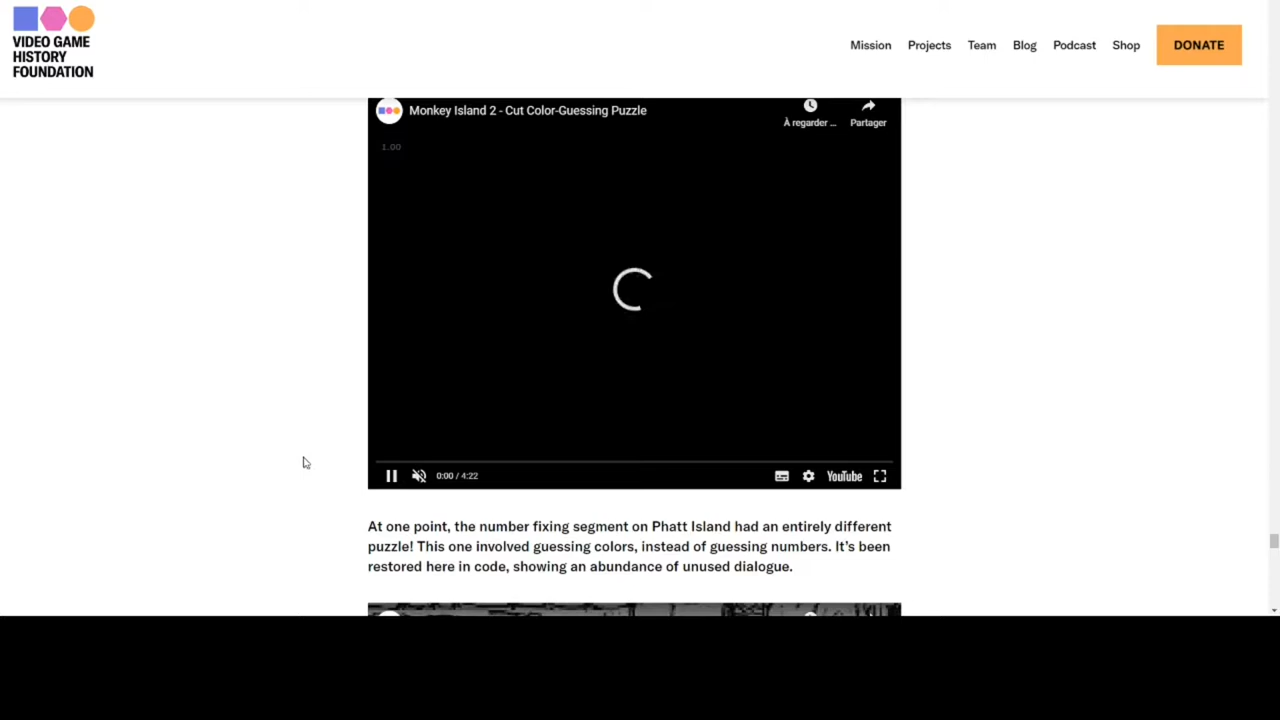 VIDEO GAME
HISTORY
FOUNDATION
Mission Projects Team Blog Podcast Shop DONATE
Monkey Island 2 - Cut Color-Guessing Puzzle
À regarder ... Partager
1.00
0:00 / 4:22
YouTube
At one point, the number fixing segment on Phatt Island had an entirely different
puzzle! This one involved guessing colors, instead of guessing numbers. It’s been
restored here in code, showing an abundance of unused dialogue.